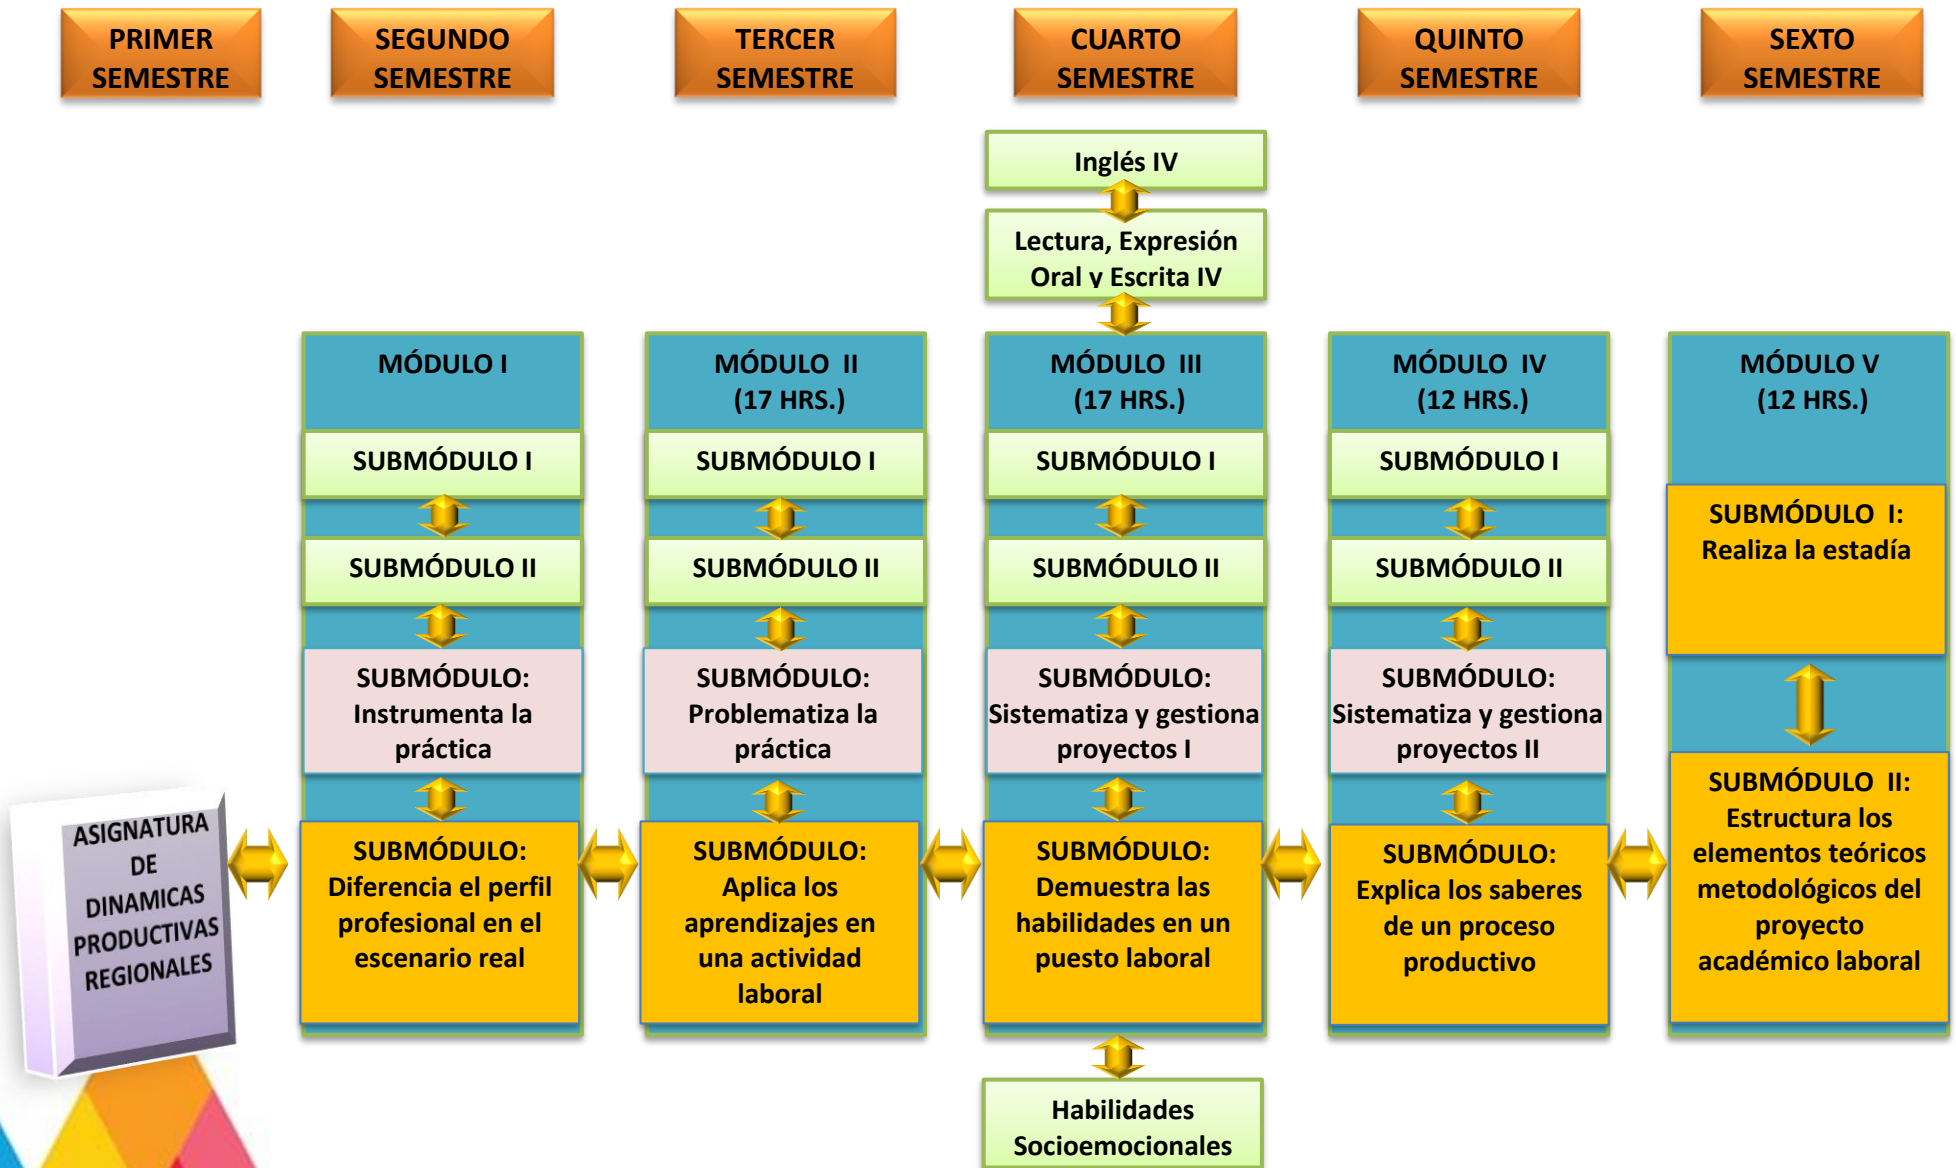 PRIMER
SEMESTRE
SEGUNDO
SEMESTRE
TERCER
SEMESTRE
CUARTO
SEMESTRE
QUINTO
SEMESTRE
SEXTO
SEMESTRE
Inglés IV
Lectura, Expresión
Oral y Escrita IV
ASIGNATURA
DE
DINAMICAS
PRODUCTIVAS
REGIONALES
MÓDULO I
SUBMÓDULO I
SUBMÓDULO II
SUBMÓDULO:
Instrumenta la
práctica
SUBMÓDULO:
Diferencia el perfil
profesional en el
escenario real
MÓDULO II
(17 HRS.)
SUBMÓDULO I
SUBMÓDULO II
SUBMÓDULO:
Problematiza la
práctica
SUBMÓDULO:
Aplica los
aprendizajes en
una actividad
laboral
MÓDULO III
(17 HRS.)
SUBMÓDULO I
SUBMÓDULO II
SUBMÓDULO:
Sistematiza y gestiona
proyectos I
SUBMÓDULO:
Demuestra las
habilidades en un
puesto laboral
MÓDULO IV
(12 HRS.)
SUBMÓDULO I
SUBMÓDULO II
SUBMÓDULO:
Sistematiza y gestiona
proyectos II
SUBMÓDULO:
Explica los saberes
de un proceso
productivo
MÓDULO V
(12 HRS.)
SUBMÓDULO I:
Realiza la estadía
SUBMÓDULO II:
Estructura los
elementos teóricos
metodológicos del
proyecto
académico laboral
Habilidades
Socioemocionales